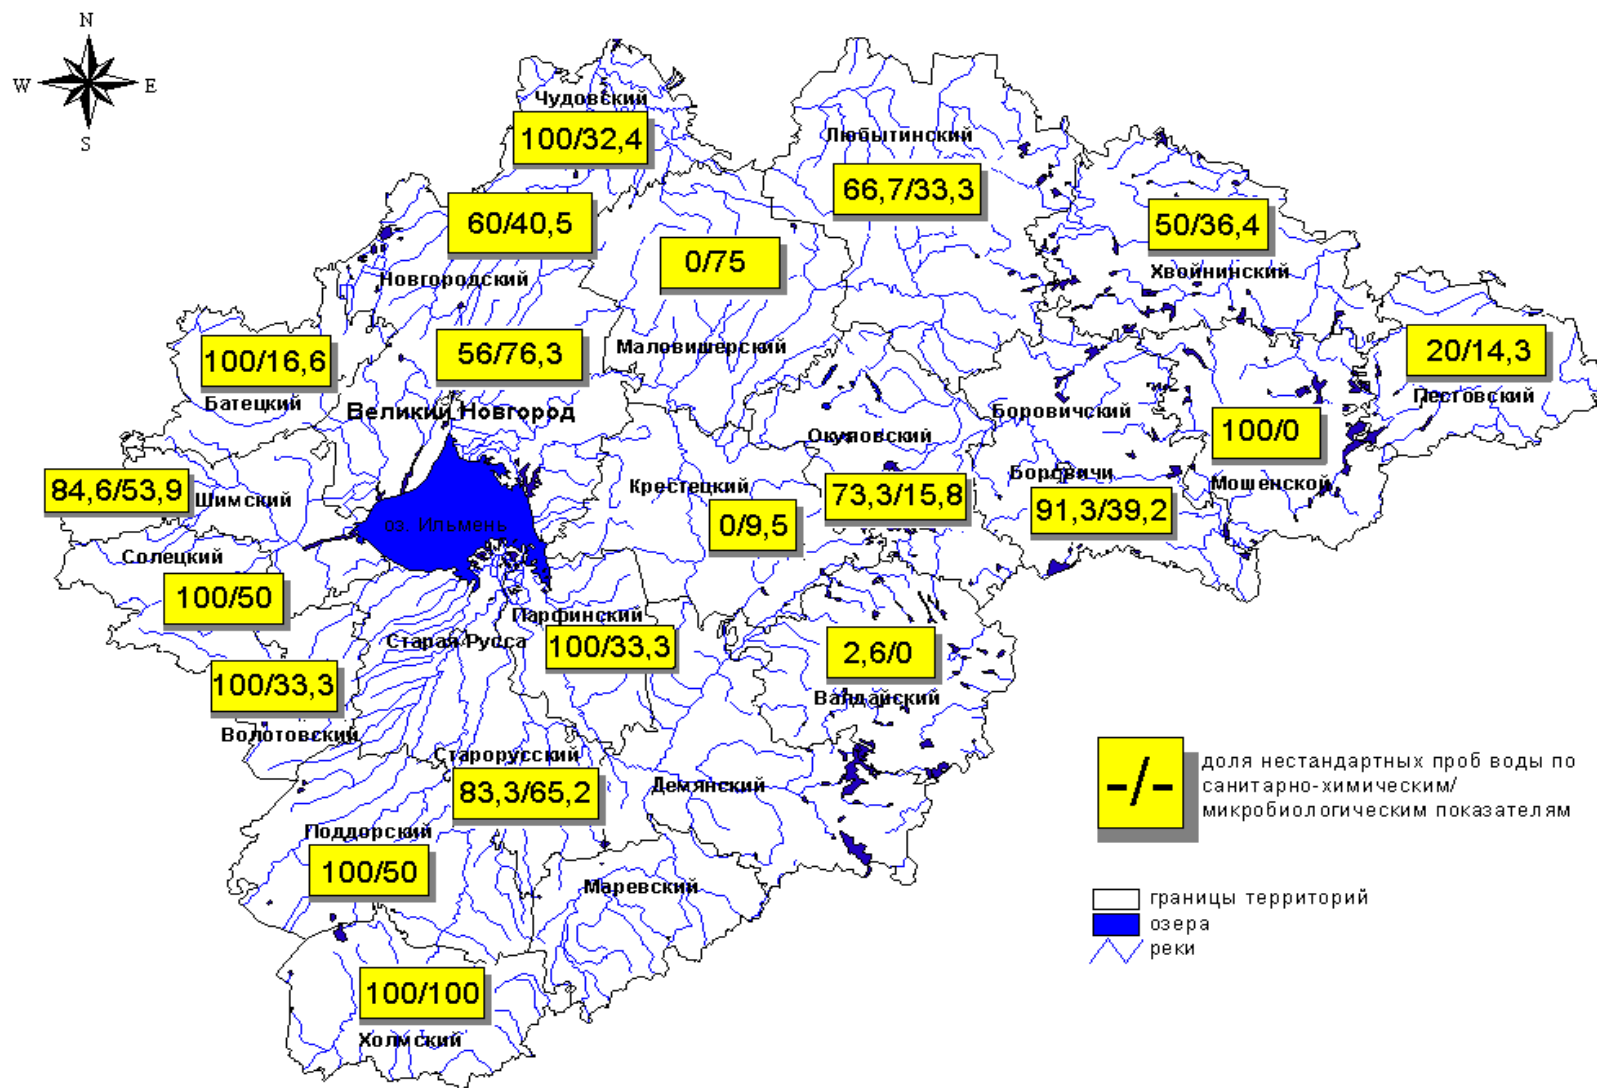 N
W
E
S
Чудовский
100/32,4
Любытинский
66,7/33,3
60/40,5
50/36,4
0/75
Новгородский
Хвойнинский
100/16,6
56/76,3
Маловишерский
20/14,3
Батецкий
Великий Новгород
Боровичский
Пестовский
Окуловский
100/0
84,6/53,9
Шимский
Крестецкий
73,3/15,8
Боровичи
Мошенской
91,3/39,2
оз. Ильмень
0/9,5
Солецкий
100/50
Парфинский
Старая Русса
100/33,3
2,6/0
100/33,3
Валдайский
Волотовский
Старорусский
83,3/65,2
Демянский
-/-
доля нестандартных проб воды по
санитарно-химическим/
микробиологическим показателям
Поддорский
100/50
Маревский
границы территорий
озера
реки
100/100
Холмский